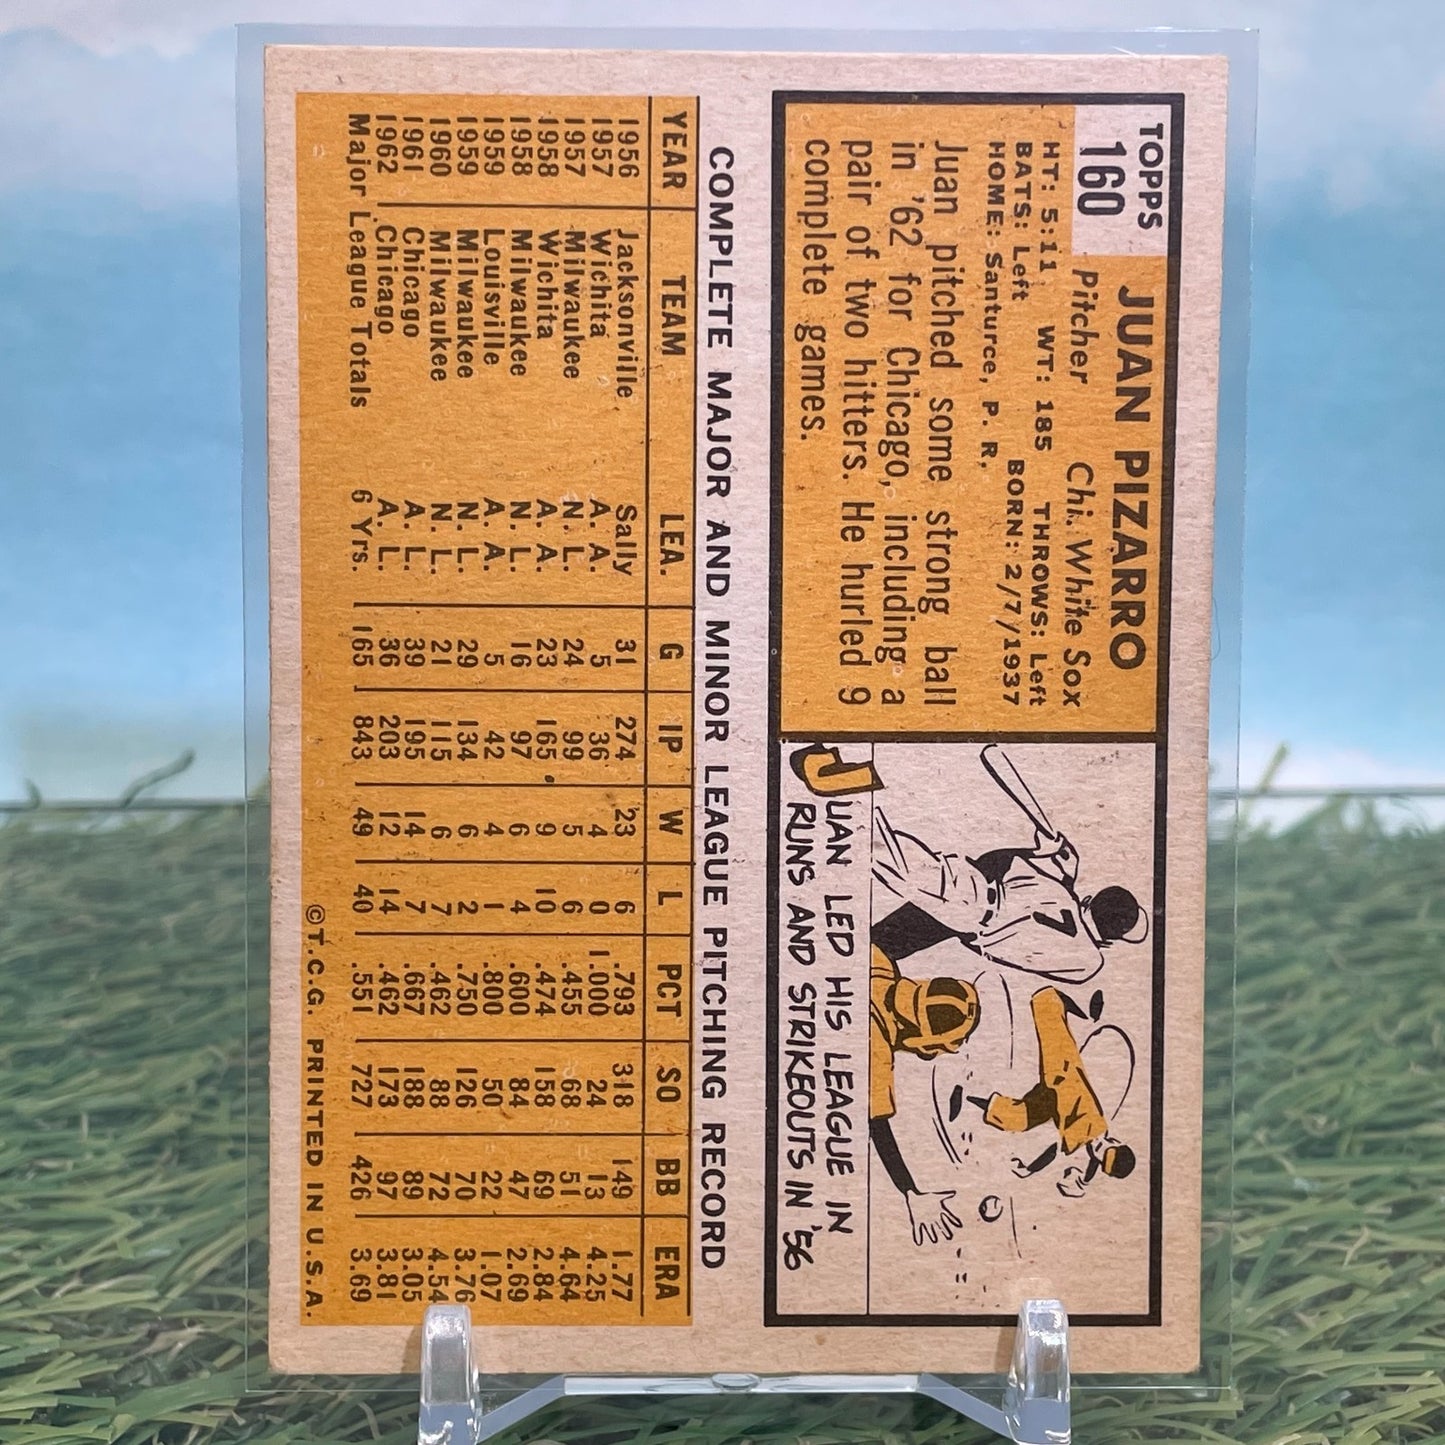 TOPPS
160
JUAN PIZARRO
Pitcher Chi. White Sox
HT: 5:11 WT: 185 THROWS: Left
BATS: Left BORN: 2/7/1937
HOME: Santurce, P. R.
Juan pitched some strong ball
in '62 for Chicago, including a
pair of two hitters. He hurled 9
complete games.
7
JUAN LED HIS LEAGUE IN
RUNS AND STRIKEOUTS IN '56
COMPLETE MAJOR AND MINOR LEAGUE PITCHING RECORD
YEAR TEAM LEA. G IP W L PCT SO BB ERA
1956 Jacksonville Sally 31 274 23 6 .793 318 149 1.77
1957 Wichita A. A. 5 36 4 0 1.000 24 13 4.25
1957 Milwaukee N. L. 24 99 5 6 .455 68 51 4.64
1958 Wichita A. A. 23 165 9 10 .474 158 69 2.84
1958 Milwaukee N. L. 16 97 6 4 .600 84 47 2.69
1959 Louisville A. A. 5 42 4 1 .800 50 22 1.07
1959 Milwaukee N. L. 29 134 6 2 .750 126 70 3.76
1960 Milwaukee N. L. 21 115 6 7 .462 88 72 4.54
1961 Chicago A. L. 39 195 14 7 .667 188 89 3.05
1962 Chicago A. L. 36 203 12 14 .462 173 97 3.81
Major League Totals 6 Yrs. 165 843 49 40 .551 727 426 3.69
©T.C.G. PRINTED IN U.S.A.